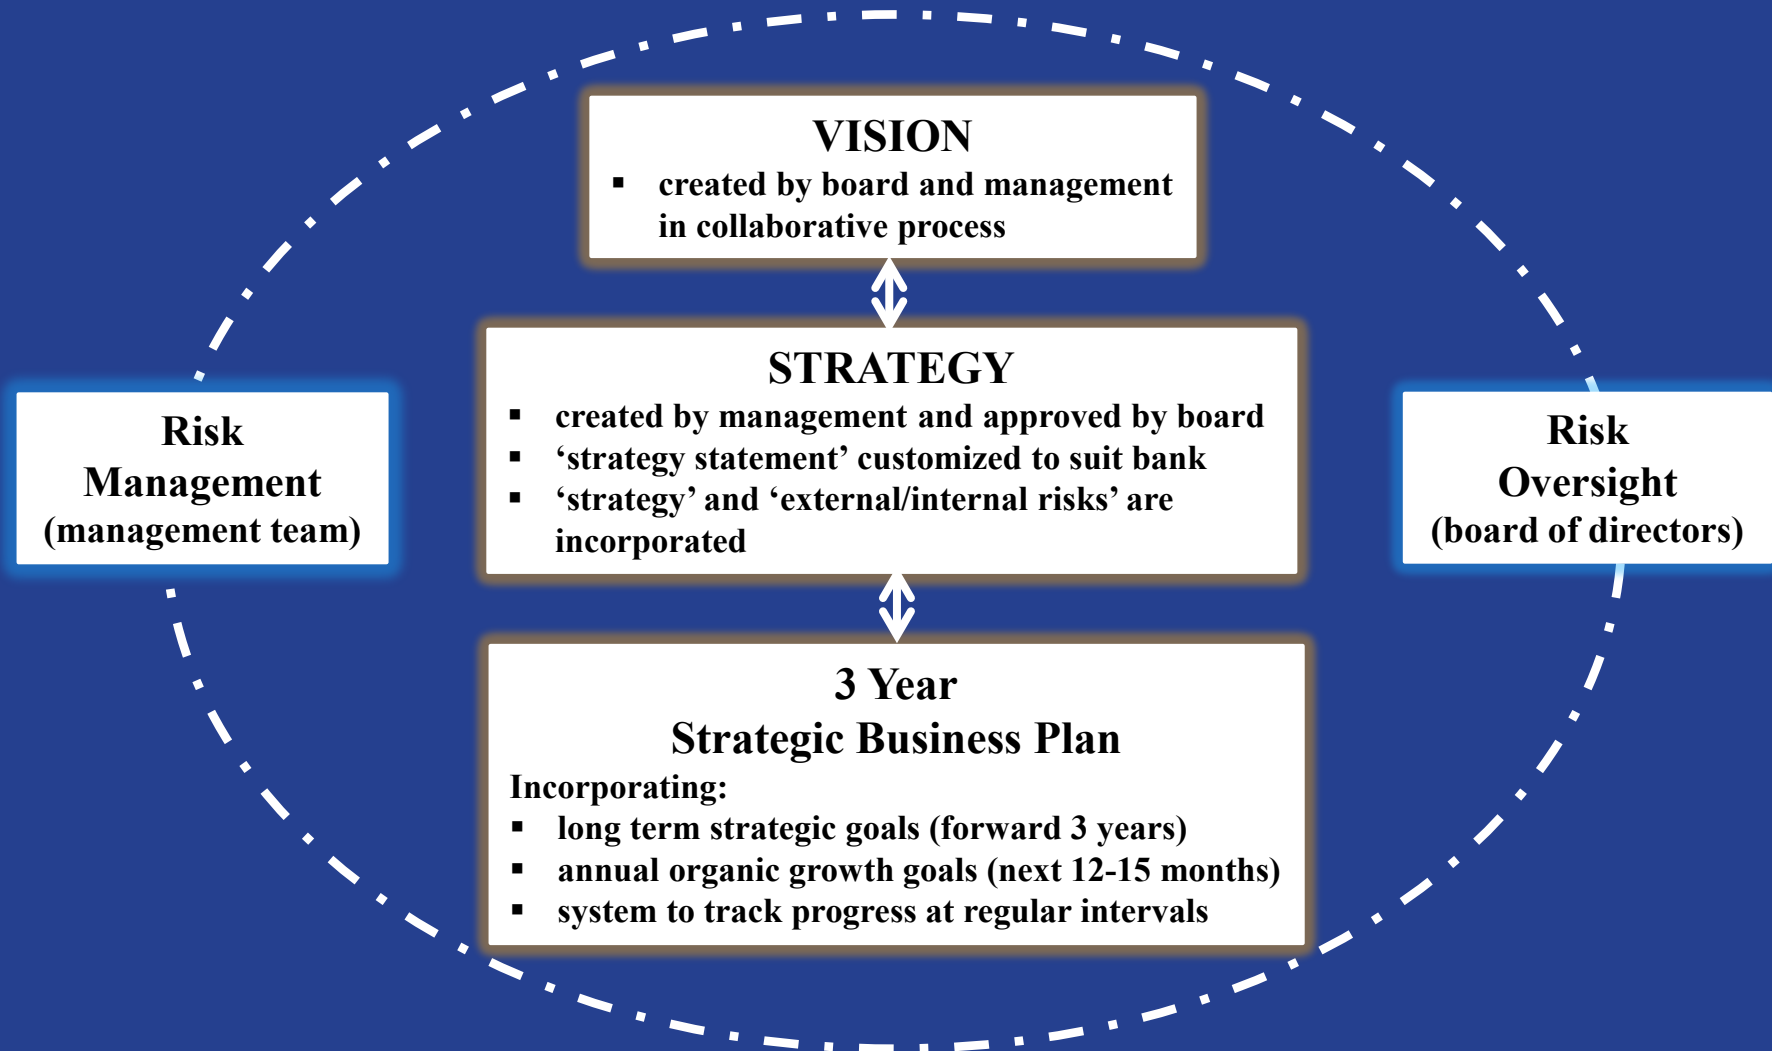 VISION
▪ created by board and management
in collaborative process
STRATEGY
▪ created by management and approved by board
▪ ‘strategy statement’ customized to suit bank
▪ ‘strategy’ and ‘external/internal risks’ are
incorporated
Risk
Management
(management team)
Risk
Oversight
(board of directors)
3 Year
Strategic Business Plan
Incorporating:
▪ long term strategic goals (forward 3 years)
▪ annual organic growth goals (next 12-15 months)
▪ system to track progress at regular intervals